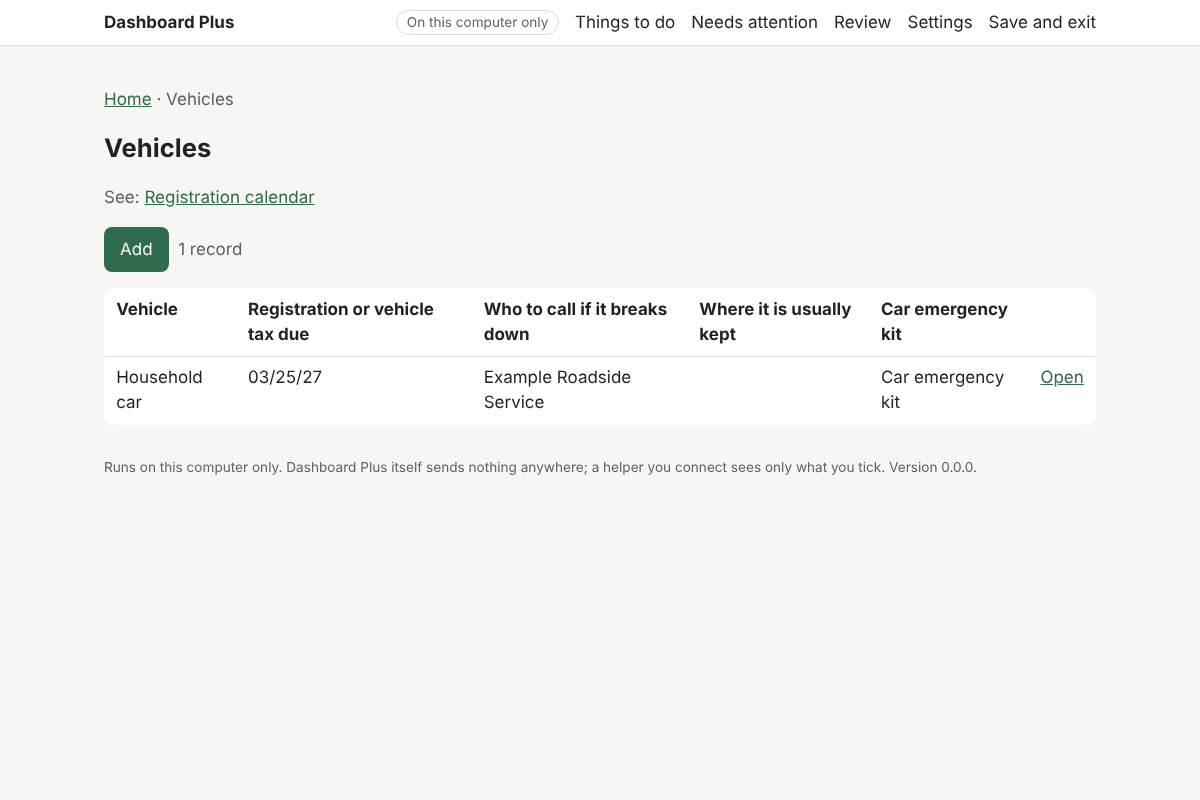 Dashboard Plus On this computer only Things to do Needs attention Review Settings Save and exit
Home · Vehicles
Vehicles
See: Registration calendar
Add 1 record
Vehicle Registration or vehicle tax due Who to call if it breaks down Where it is usually kept Car emergency kit
Household car 03/25/27 Example Roadside Service Car emergency kit Open
Runs on this computer only. Dashboard Plus itself sends nothing anywhere; a helper you connect sees only what you tick. Version 0.0.0.